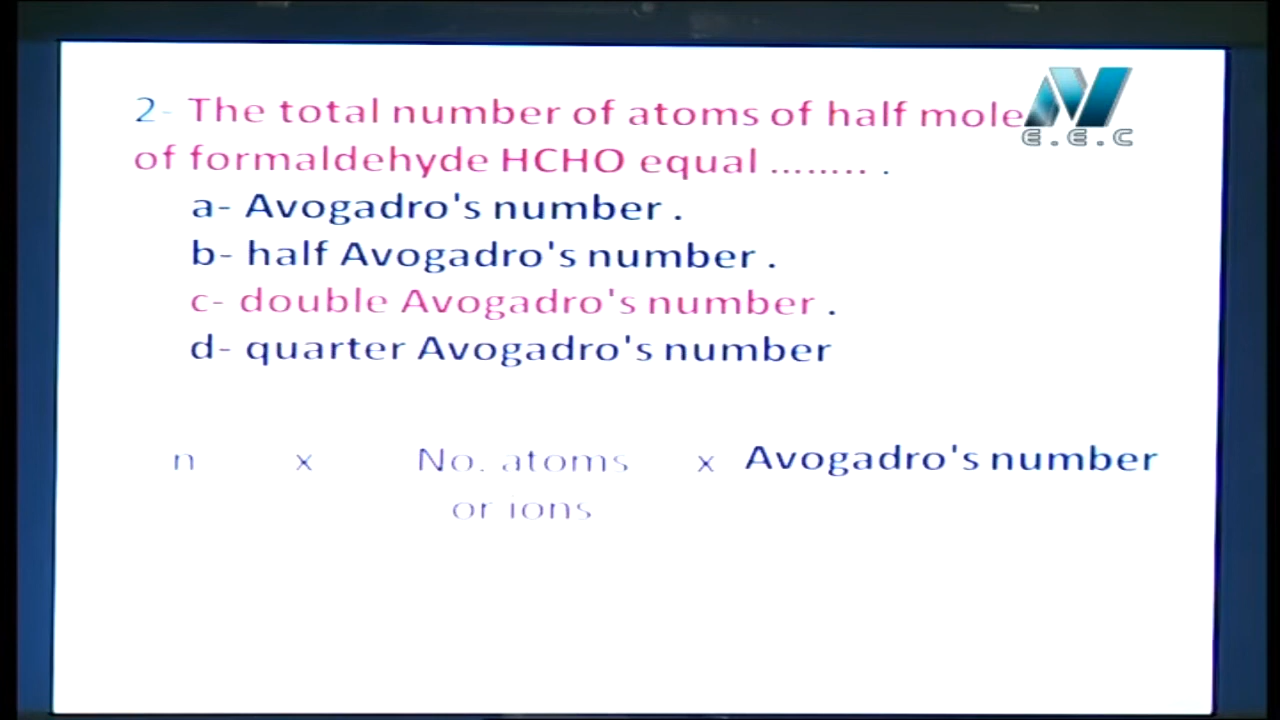 2- The total number of atoms of half mole
of formaldehyde HCHO equal ........ .
a- Avogadro's number .
b- half Avogadro's number .
c- double Avogadro's number .
d- quarter Avogadro's number
n x No. atoms x Avogadro's number
or ions
E.E.C